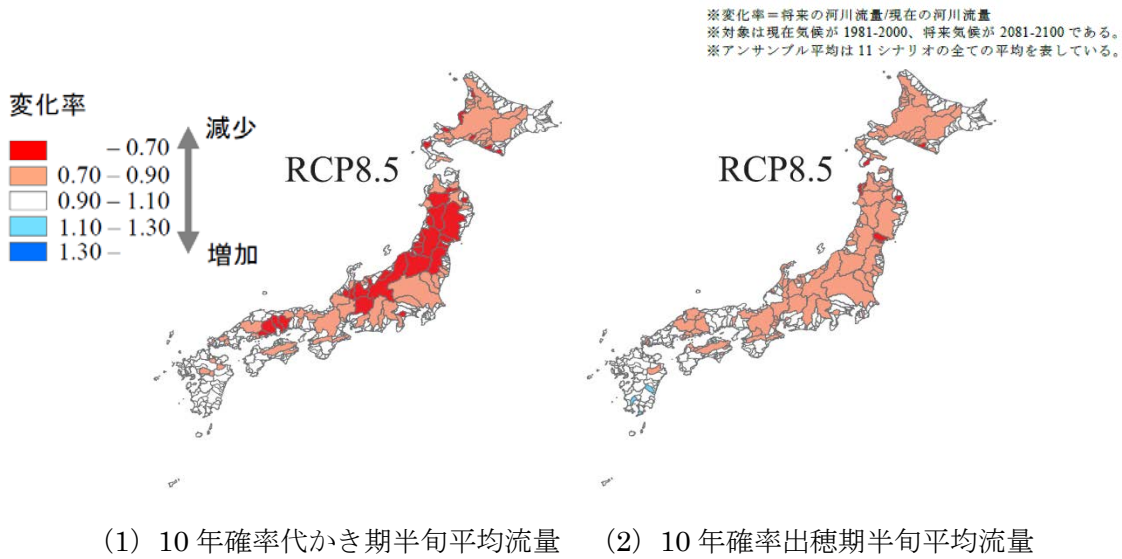 ※変化率＝将来の河川流量/現在の河川流量
※対象は現在気候が 1981-2000、将来気候が 2081-2100 である。
※アンサンブル平均は 11 シナリオの全ての平均を表している。
変化率
減少
– 0.70
0.70 – 0.90
0.90 – 1.10
1.10 – 1.30
1.30 –
増加
RCP8.5
RCP8.5
（1）10 年確率代かき期半旬平均流量
（2）10 年確率出穂期半旬平均流量